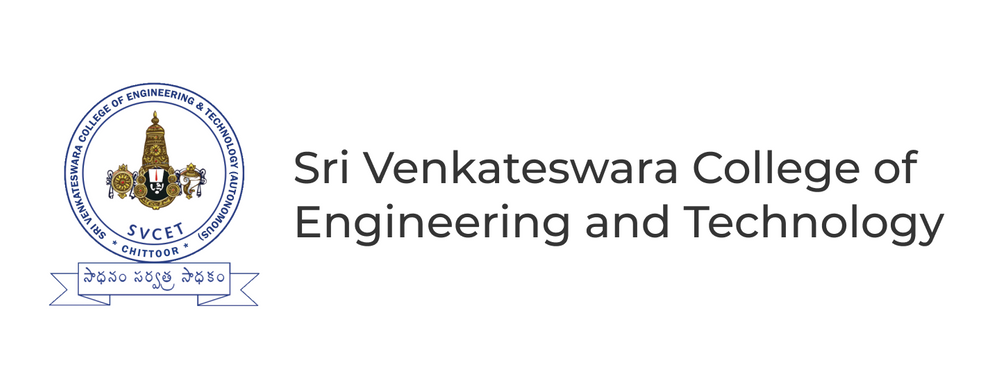 SRI VENKATESWARA COLLEGE OF ENGINEERING & TECHNOLOGY (AUTONOMOUS)
SVCET
* CHITTOOR *
సాధనం సర్వత్ర సాధకం
Sri Venkateswara College of
Engineering and Technology